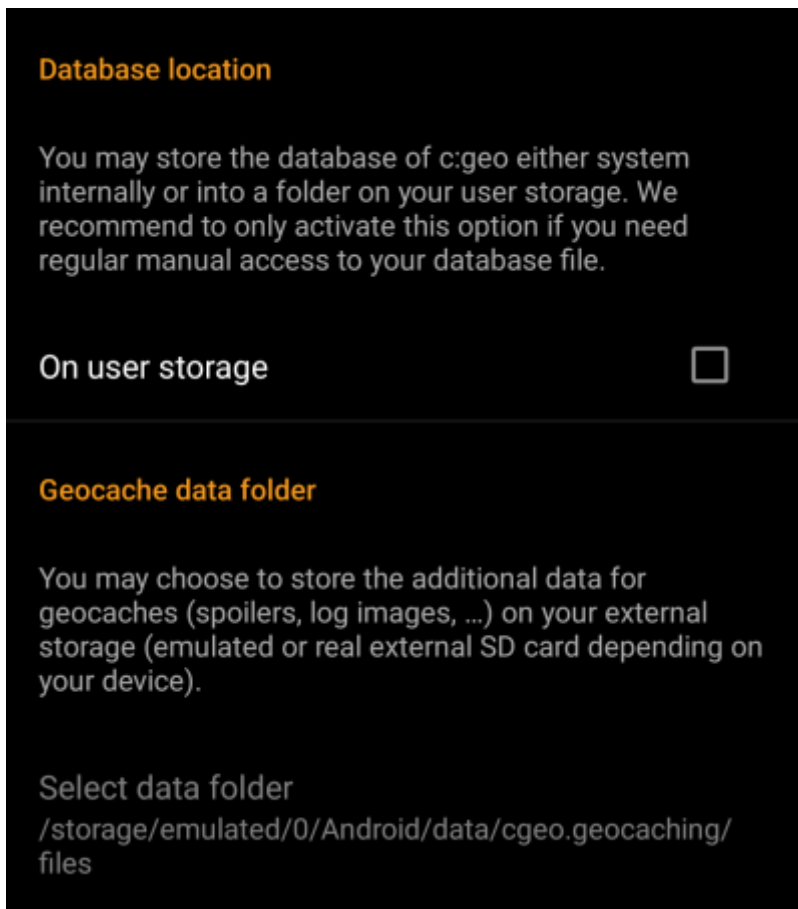 Database location
You may store the database of c:geo either system
internally or into a folder on your user storage. We
recommend to only activate this option if you need
regular manual access to your database file.
On user storage
Geocache data folder
You may choose to store the additional data for
geocaches (spoilers, log images, …) on your external
storage (emulated or real external SD card depending on
your device).
Select data folder
/storage/emulated/0/Android/data/cgeo.geocaching/
files